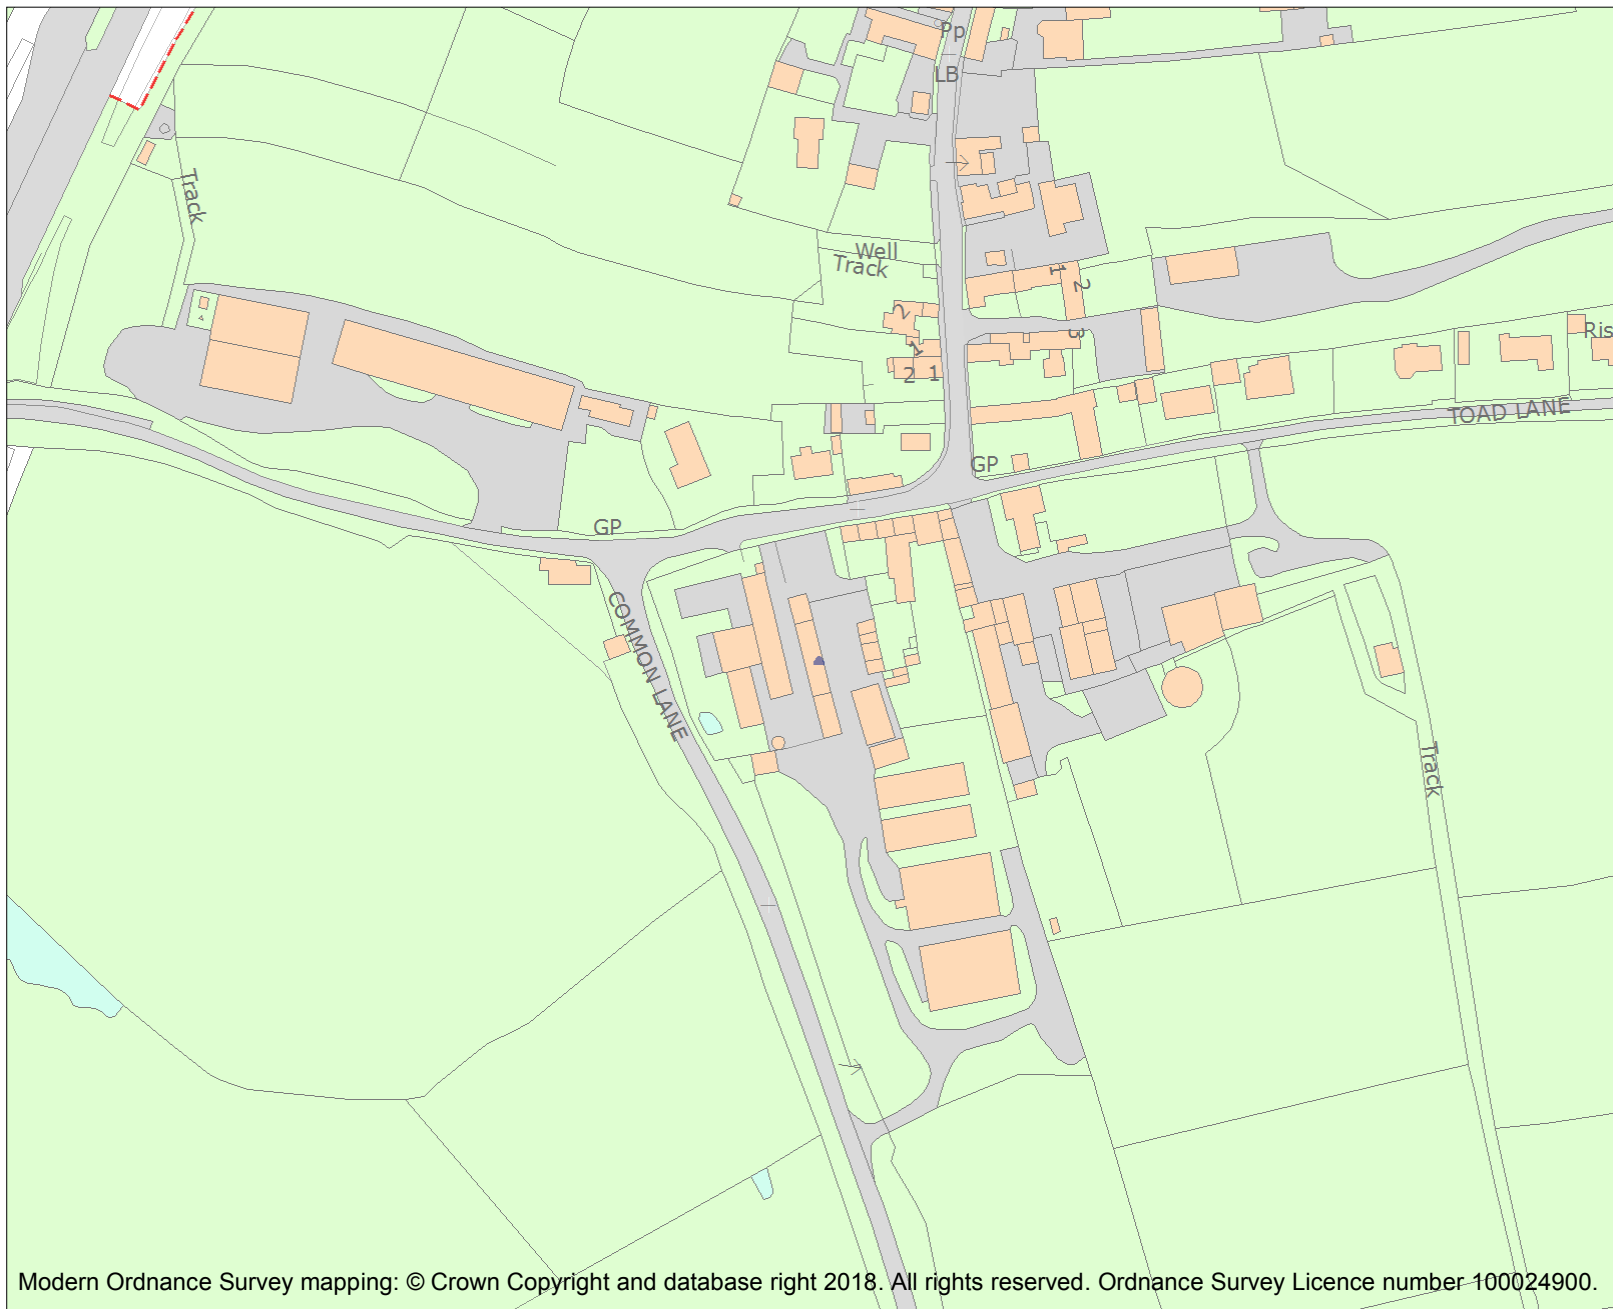 Pp
LB
Track
Well
Track
1
2
2
3
Ris
1
2 1
TOAD LANE
GP
GP
COMMON LANE
Track
Modern Ordnance Survey mapping: © Crown Copyright and database right 2018. All rights reserved. Ordnance Survey Licence number 100024900.